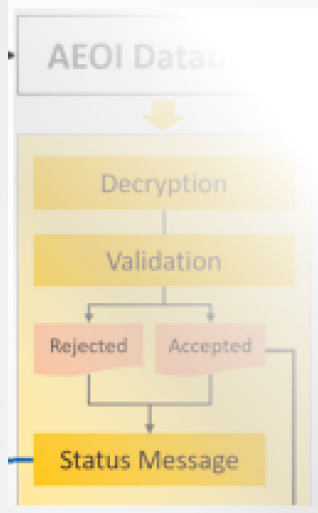 AEOI Datab
Decryption
Validation
Rejected Accepted
Status Message